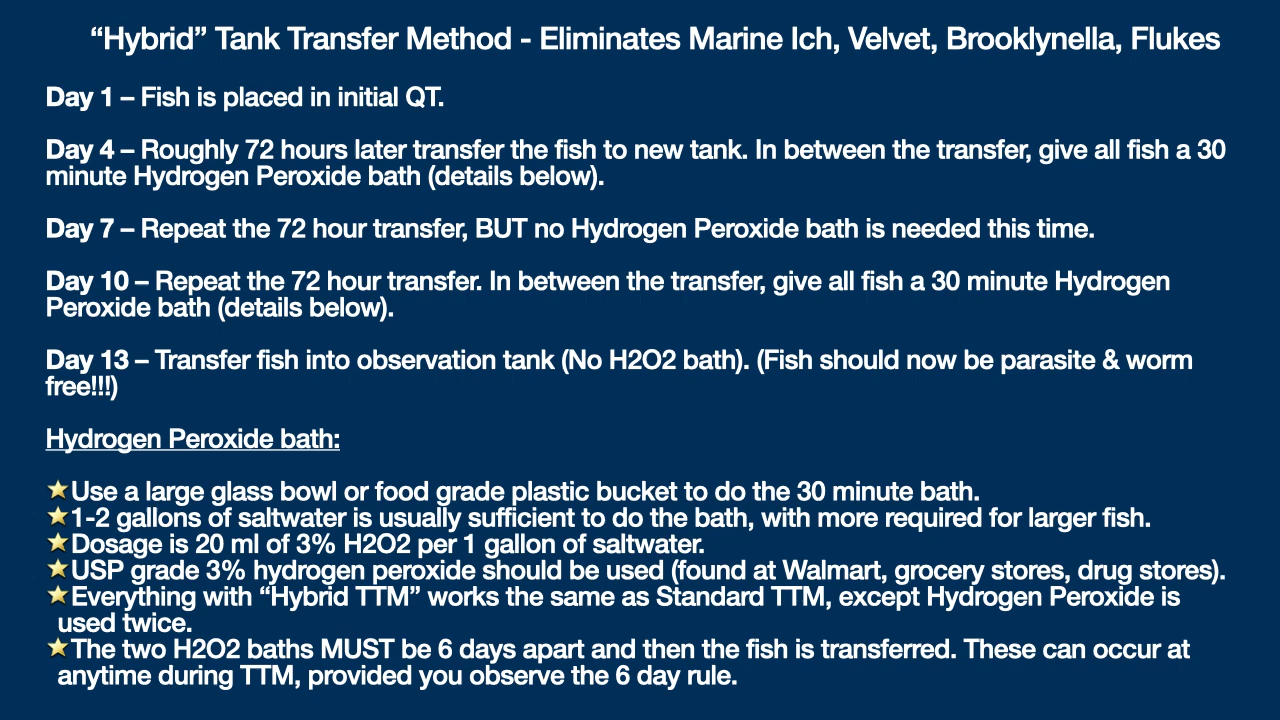 “Hybrid” Tank Transfer Method - Eliminates Marine Ich, Velvet, Brooklynella, Flukes
Day 1 – Fish is placed in initial QT.
Day 4 – Roughly 72 hours later transfer the fish to new tank. In between the transfer, give all fish a 30
minute Hydrogen Peroxide bath (details below).
Day 7 – Repeat the 72 hour transfer, BUT no Hydrogen Peroxide bath is needed this time.
Day 10 – Repeat the 72 hour transfer. In between the transfer, give all fish a 30 minute Hydrogen
Peroxide bath (details below).
Day 13 – Transfer fish into observation tank (No H2O2 bath). (Fish should now be parasite & worm
free!!!)
Hydrogen Peroxide bath:
⭐Use a large glass bowl or food grade plastic bucket to do the 30 minute bath.
⭐1-2 gallons of saltwater is usually sufficient to do the bath, with more required for larger fish.
⭐Dosage is 20 ml of 3% H2O2 per 1 gallon of saltwater.
⭐USP grade 3% hydrogen peroxide should be used (found at Walmart, grocery stores, drug stores).
⭐Everything with “Hybrid TTM” works the same as Standard TTM, except Hydrogen Peroxide is
used twice.
⭐The two H2O2 baths MUST be 6 days apart and then the fish is transferred. These can occur at
anytime during TTM, provided you observe the 6 day rule.